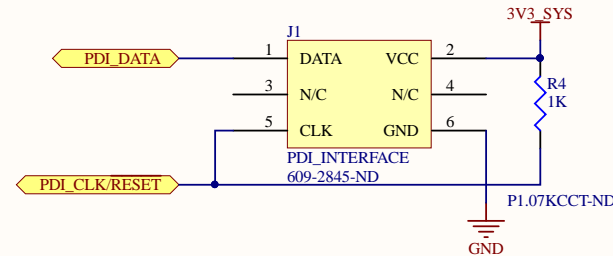 3V3_SYS
J1
PDI_DATA
1
DATA
VCC
2
3
N/C
N/C
4
R4
1K
5
CLK
GND
6
PDI_INTERFACE
609-2845-ND
PDI_CLK/RESET
P1.07KCCT-ND
GND